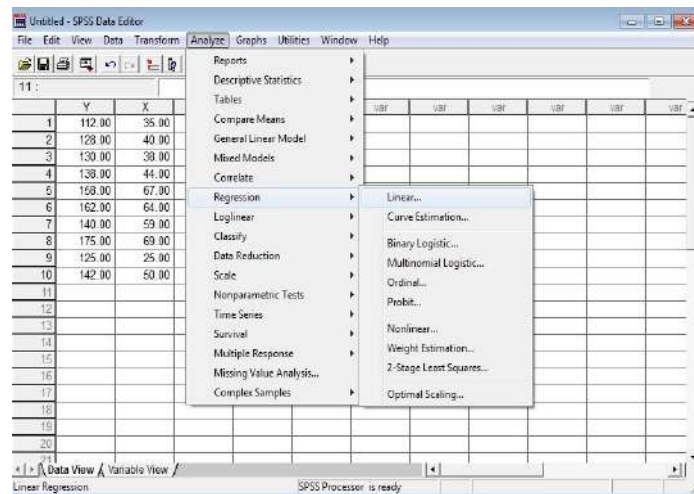 Untitled - SPSS Data Editor
File Edit View Data Transform Analyze Graphs Utilities Window Help
11 :
Y X var var var var var
1 112.00 35.00
2 128.00 40.00
3 130.00 38.00
4 138.00 44.00
5 158.00 67.00
6 162.00 64.00
7 140.00 59.00
8 175.00 69.00
9 125.00 25.00
10 142.00 50.00
11
12
13
14
15
16
17
18
19
20
21
Reports
Descriptive Statistics
Tables
Compare Means
General Linear Model
Mixed Models
Correlate
Regression
Loglinear
Classify
Data Reduction
Scale
Nonparametric Tests
Time Series
Survival
Multiple Response
Missing Value Analysis...
Complex Samples
Linear...
Curve Estimation...
Binary Logistic...
Multinomial Logistic...
Ordinal...
Probit...
Nonlinear...
Weight Estimation...
2-Stage Least Squares...
Optimal Scaling...
Data View Variable View
Linear Regression SPSS Processor is ready